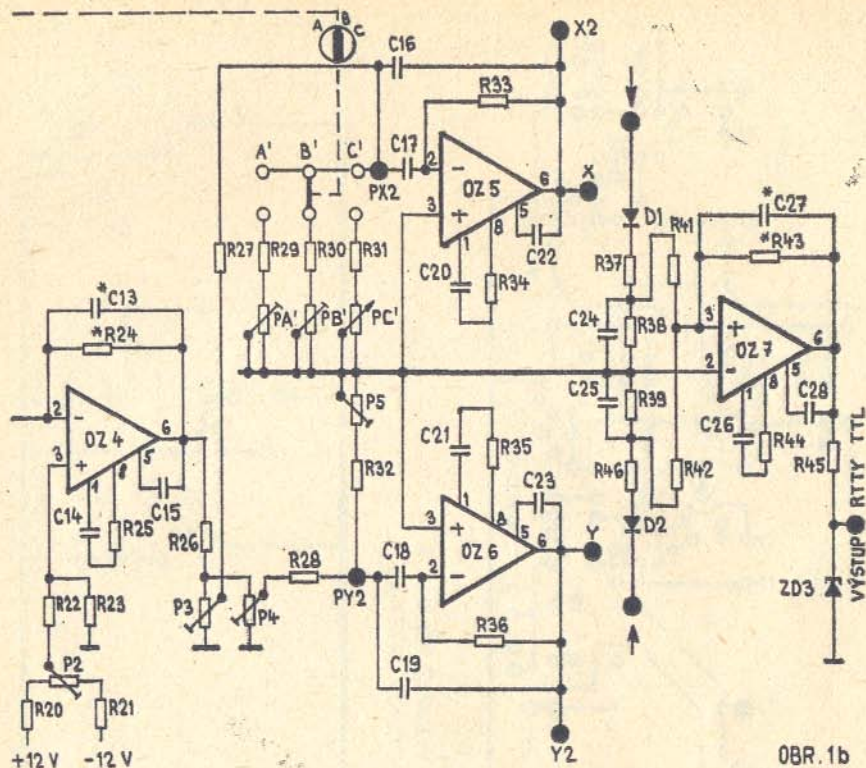 A B C
X2
C16
R33
A' B' C'
C17
PX2
2 - OZ 5 6
X
3 +
1 8 5
C22
C20
R34
R27 R29 R30 R31
PA' PB' PC'
D1
R37
R41
* C27
* R43
C24
R38
3 + OZ 7 6
2 -
1 8 5
C25
R39
C28
C26
R44
R45
R46
R42
D2
VÝSTUP RTTY TTL
ZD3
* C13
* R24
2 - OZ 4 6
3 +
1 8 5
C14
R25
C15
R26
P5
R32
C21
R35
C23
3 + OZ 6 6
2 -
1 8 5
Y
R28
PY2
C18
R36
C19
Y2
P3 P4
R22 R23
P2
R20 R21
+12 V -12 V
OBR. 1b